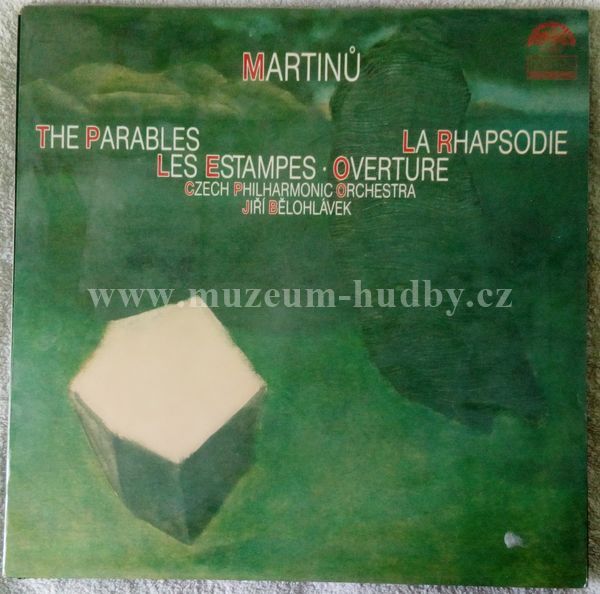 MARTINŮ
THE PARABLES LA RHAPSODIE
LES ESTAMPES · OVERTURE
CZECH PHILHARMONIC ORCHESTRA
JIŘÍ BĚLOHLÁVEK
www.muzeum-hudby.cz